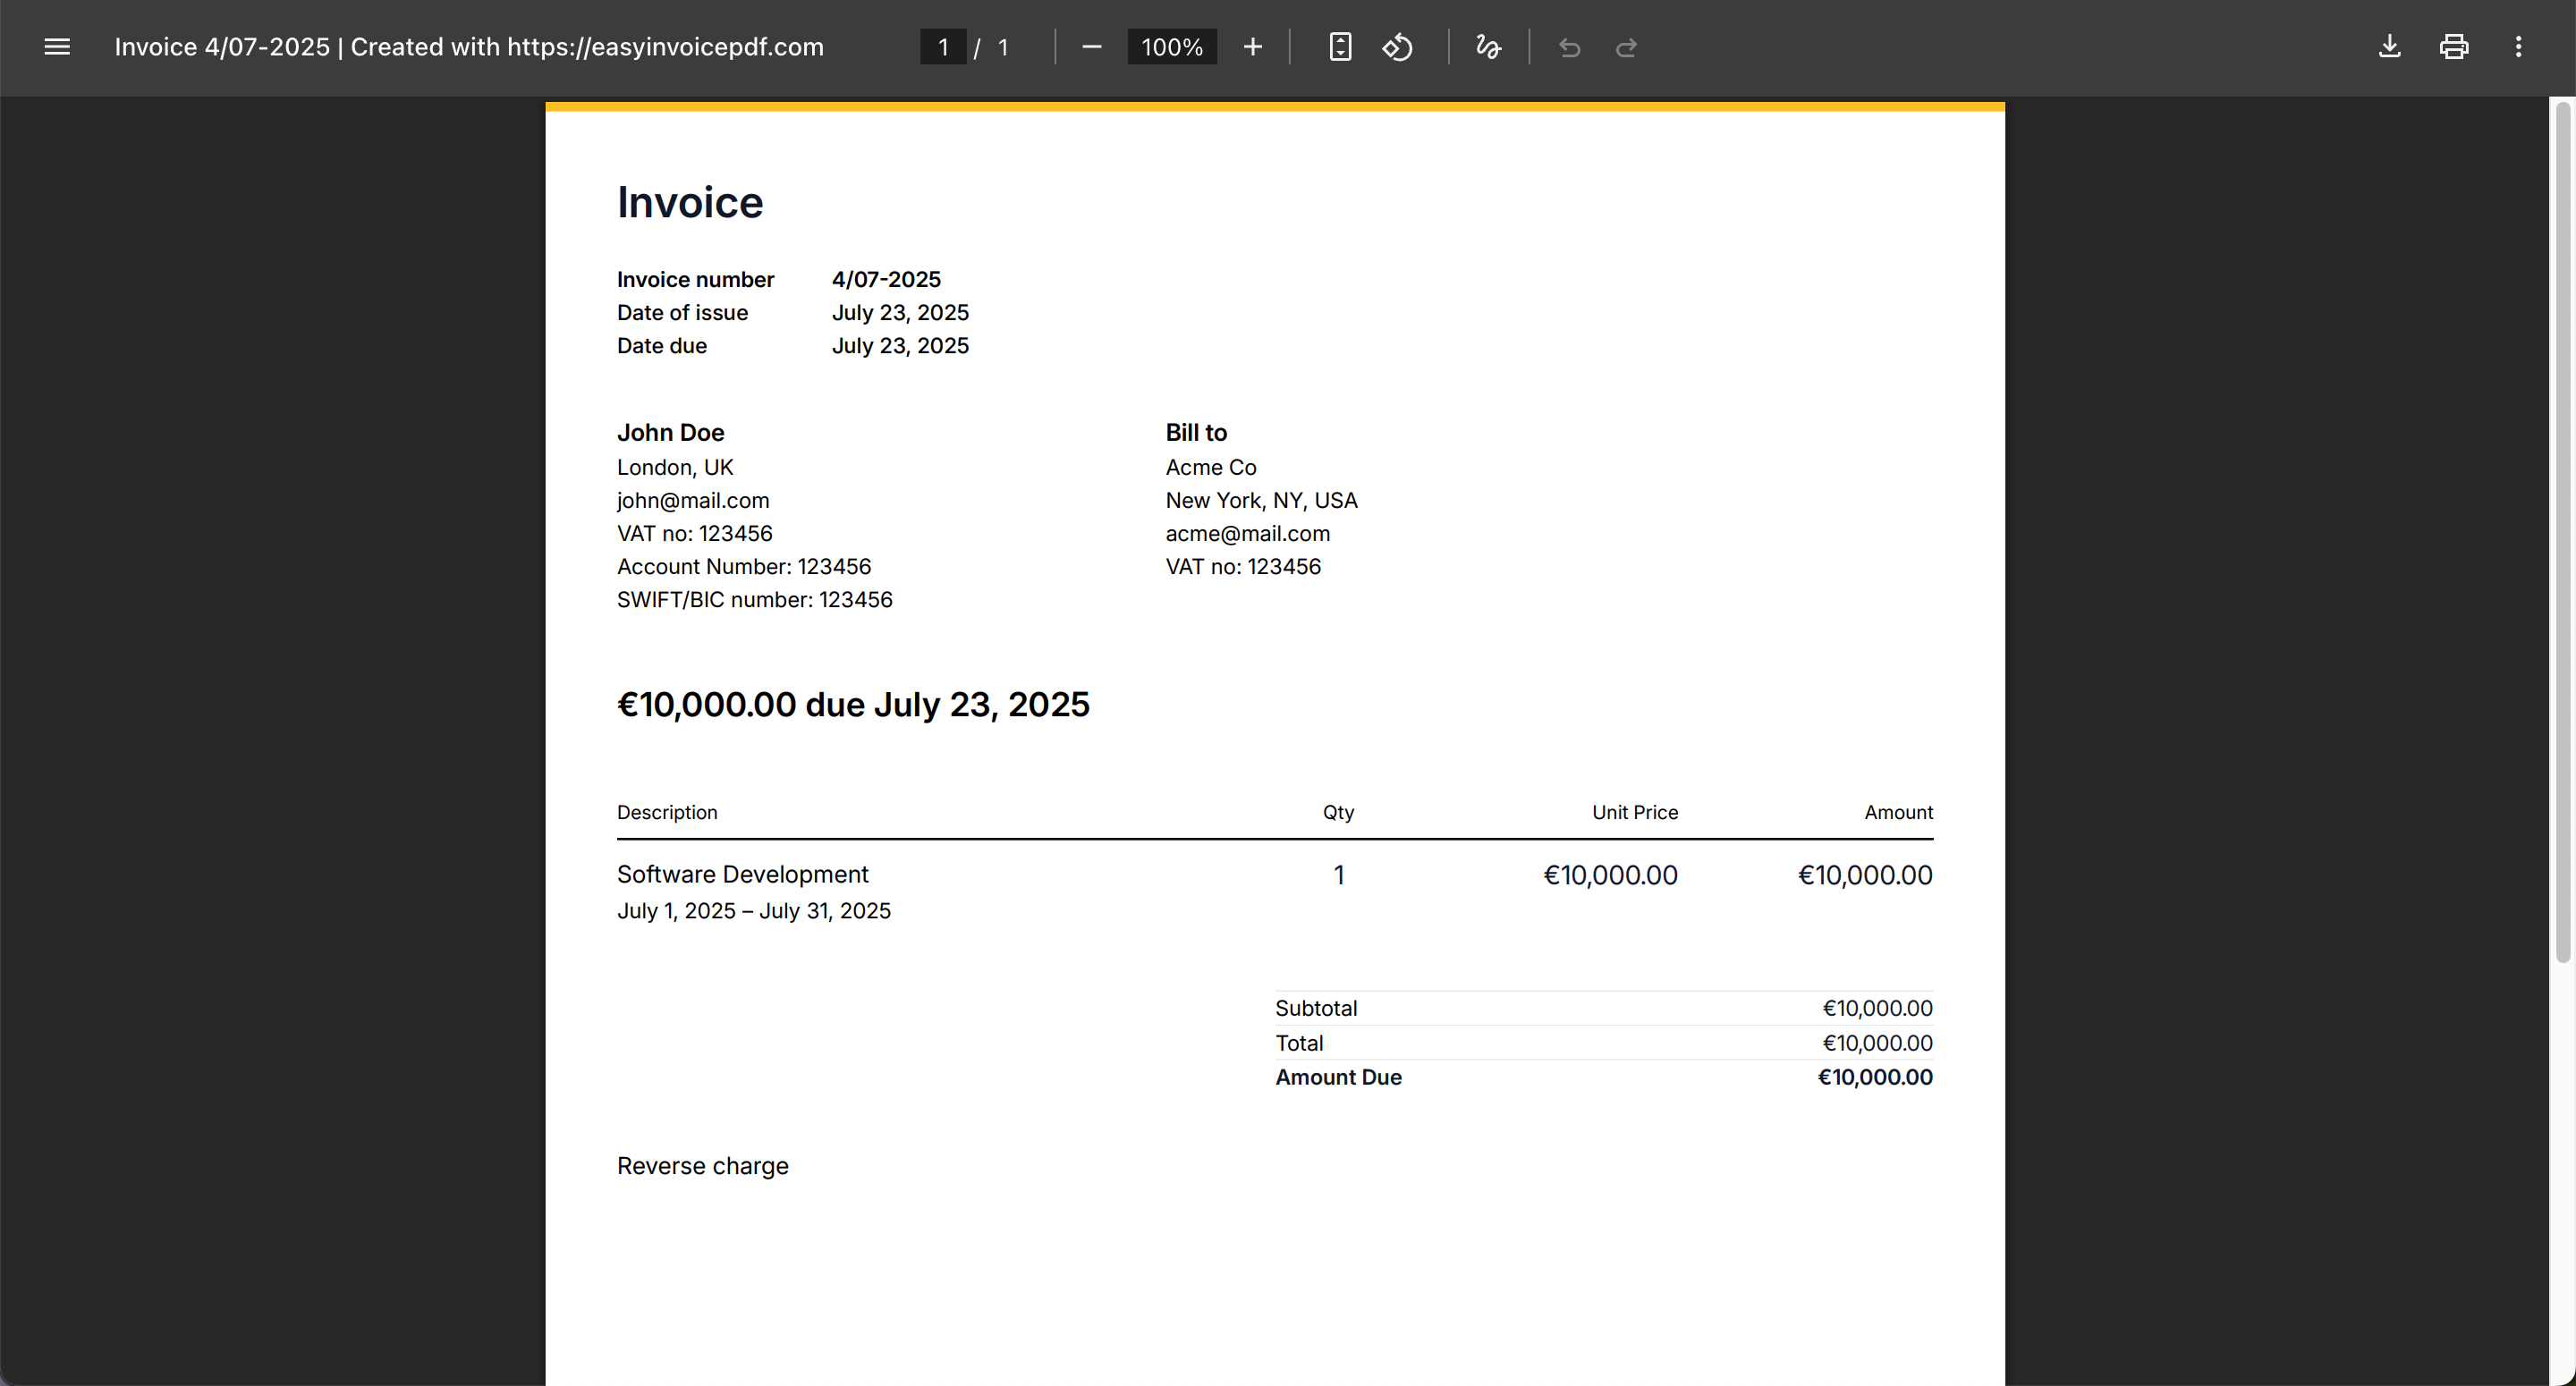 Invoice 4/07-2025 | Created with https://easyinvoicepdf.com
1 / 1
100%
Invoice
Invoice number 4/07-2025
Date of issue July 23, 2025
Date due July 23, 2025
John Doe
London, UK
john@mail.com
VAT no: 123456
Account Number: 123456
SWIFT/BIC number: 123456
Bill to
Acme Co
New York, NY, USA
acme@mail.com
VAT no: 123456
€10,000.00 due July 23, 2025
Description Qty Unit Price Amount
Software Development 1 €10,000.00 €10,000.00
July 1, 2025 – July 31, 2025
Subtotal €10,000.00
Total €10,000.00
Amount Due €10,000.00
Reverse charge